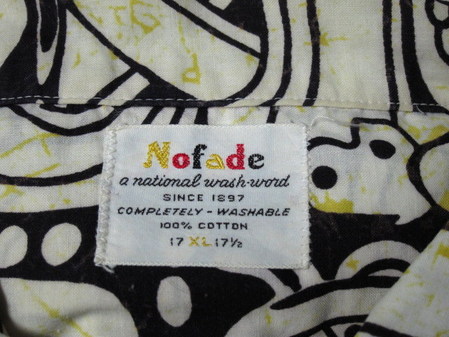 Nofade
a national wash-word
SINCE 1897
COMPLETELY - WASHABLE
100% COTTON
17 XL 17½